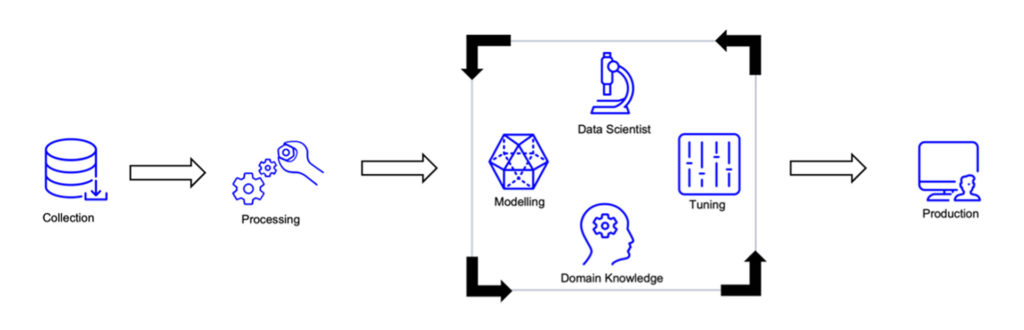 Collection
Processing
Data Scientist
Modelling
Tuning
Domain Knowledge
Production